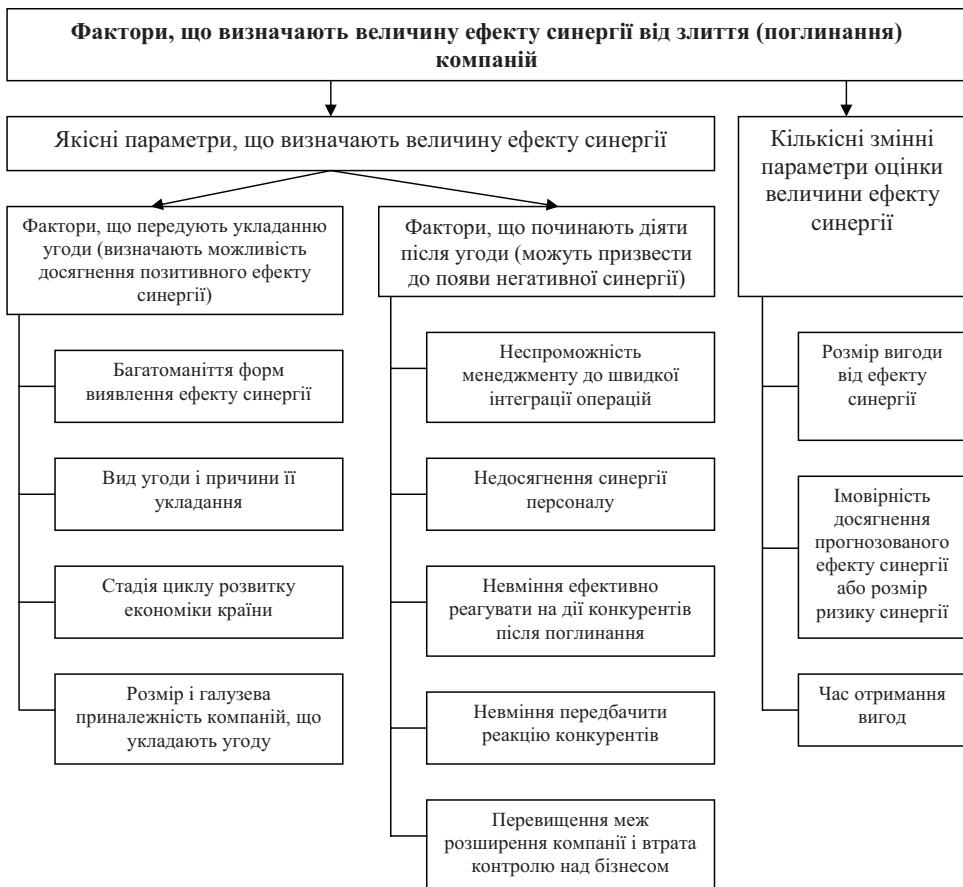 Фактори, що визначають величину ефекту синергії від злиття (поглинання)
компаній
Якісні параметри, що визначають величину ефекту синергії
Фактори, що передують укладанню
угоди (визначають можливість
досягнення позитивного ефекту
синергії)
Багатоманіття форм
виявлення ефекту синергії
Вид угоди і причини її
укладання
Стадія циклу розвитку
економіки країни
Розмір і галузева
приналежність компаній, що
укладають угоду
Фактори, що починають діяти
після угоди (можуть призвести
до появи негативної синергії)
Неспроможність
менеджменту до швидкої
інтеграції операцій
Недосягнення синергії
персоналу
Невміння ефективно
реагувати на дії конкурентів
після поглинання
Невміння передбачити
реакцію конкурентів
Перевищення меж
розширення компанії і втрата
контролю над бізнесом
Кількісні змінні
параметри оцінки
величини ефекту
синергії
Розмір вигоди
від ефекту
синергії
Імовірність
досягнення
прогнозованого
ефекту синергії
або розмір
ризику синергії
Час отримання
вигод